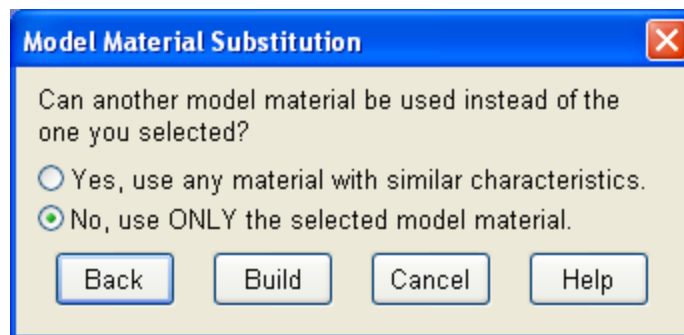 Model Material Substitution
Can another model material be used instead of the
one you selected?
Yes, use any material with similar characteristics.
No, use ONLY the selected model material.
Back Build Cancel Help